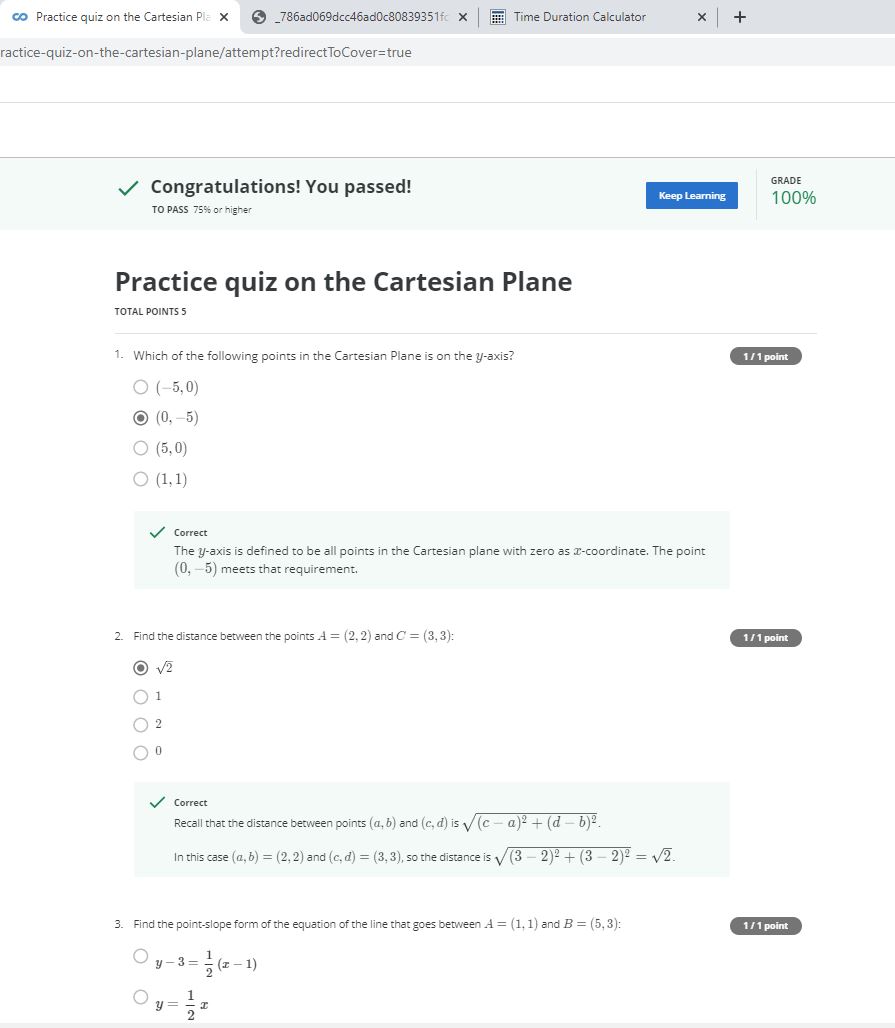 Practice quiz on the Cartesian Pla
_786ad069dcc46ad0c80839351fc
Time Duration Calculator
ractice-quiz-on-the-cartesian-plane/attempt?redirectToCover=true
Congratulations! You passed!
TO PASS 75% or higher
Keep Learning
GRADE
100%
Practice quiz on the Cartesian Plane
TOTAL POINTS 5
1. Which of the following points in the Cartesian Plane is on the y-axis?
1 / 1 point
(−5, 0)
(0, −5)
(5, 0)
(1, 1)
Correct
The y-axis is defined to be all points in the Cartesian plane with zero as x-coordinate. The point
(0, −5) meets that requirement.
2. Find the distance between the points A = (2, 2) and C = (3, 3):
1 / 1 point
√2
1
2
0
Correct
Recall that the distance between points (a, b) and (c, d) is √(c − a)² + (d − b)².
In this case (a, b) = (2, 2) and (c, d) = (3, 3), so the distance is √(3 − 2)² + (3 − 2)² = √2.
3. Find the point-slope form of the equation of the line that goes between A = (1, 1) and B = (5, 3):
1 / 1 point
y − 3 = 1/2 (x − 1)
y = 1/2 x